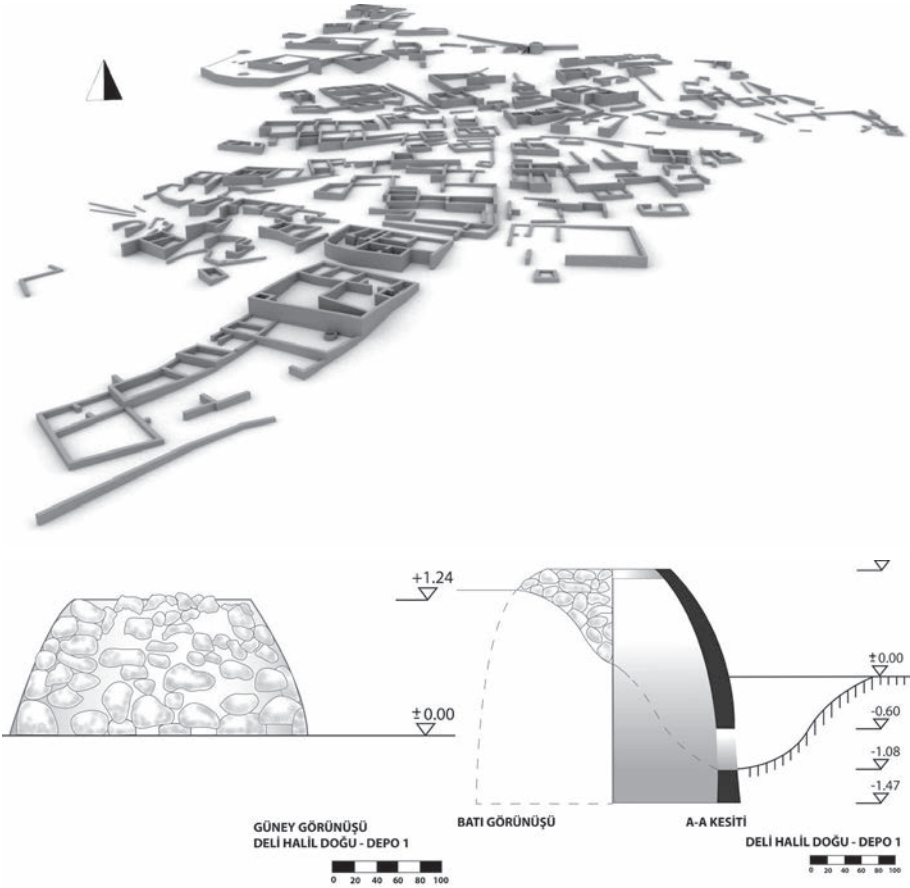 +1.24
±0.00
GÜNEY GÖRÜNÜŞÜ
DELİ HALİL DOĞU - DEPO 1
0 20 40 60 80 100
±0.00
-0.60
-1.08
-1.47
BATI GÖRÜNÜŞÜ
A-A KESİTİ
DELİ HALİL DOĞU - DEPO 1
0 20 40 60 80 100